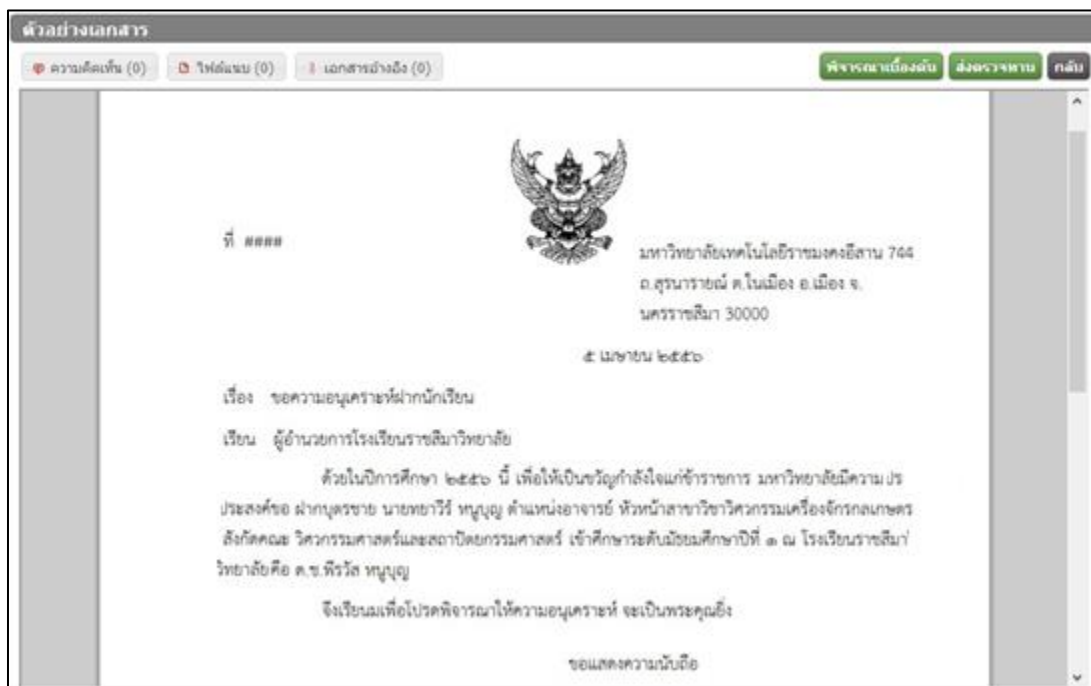 ตัวอย่างเอกสาร
ความคิดเห็น (0) ไฟล์แนบ (0) เอกสารอ้างอิง (0) พิจารณาเบื้องต้น ส่งตรวจทาน กลับ
ที่ ####
มหาวิทยาลัยเทคโนโลยีราชมงคงอีสาน 744
ถ.สุรนารายณ์ ต.ในเมือง อ.เมือง จ.
นครราชสีมา 30000
๕ เมษายน ๒๕๕๖
เรื่อง ขอความอนุเคราะห์ฝากนักเรียน
เรียน ผู้อำนวยการโรงเรียนราชสีมาวิทยาลัย
ด้วยในปีการศึกษา ๒๕๕๖ นี้ เพื่อให้เป็นขวัญกำลังใจแก่ข้าราชการ มหาวิทยาลัยมีความ ปร
ประสงค์ขอ ฝากบุตรชาย นายทยาวีร์ หนูบุญ ตำแหน่งอาจารย์ หัวหน้าสาขาวิชาวิศวกรรมเครื่องจักรกลเกษตร
สังกัดคณะ วิศวกรรมศาสตร์และสถาปัตยกรรมศาสตร์ เข้าศึกษาระดับมัธยมศึกษาปีที่ ๑ ณ โรงเรียนราชสีมา
วิทยาลัยคือ ด.ช.พีรวัส หนูบุญ
จึงเรียนมเพื่อโปรดพิจารณาให้ความอนุเคราะห์ จะเป็นพระคุณยิ่ง
ขอแสดงความนับถือ